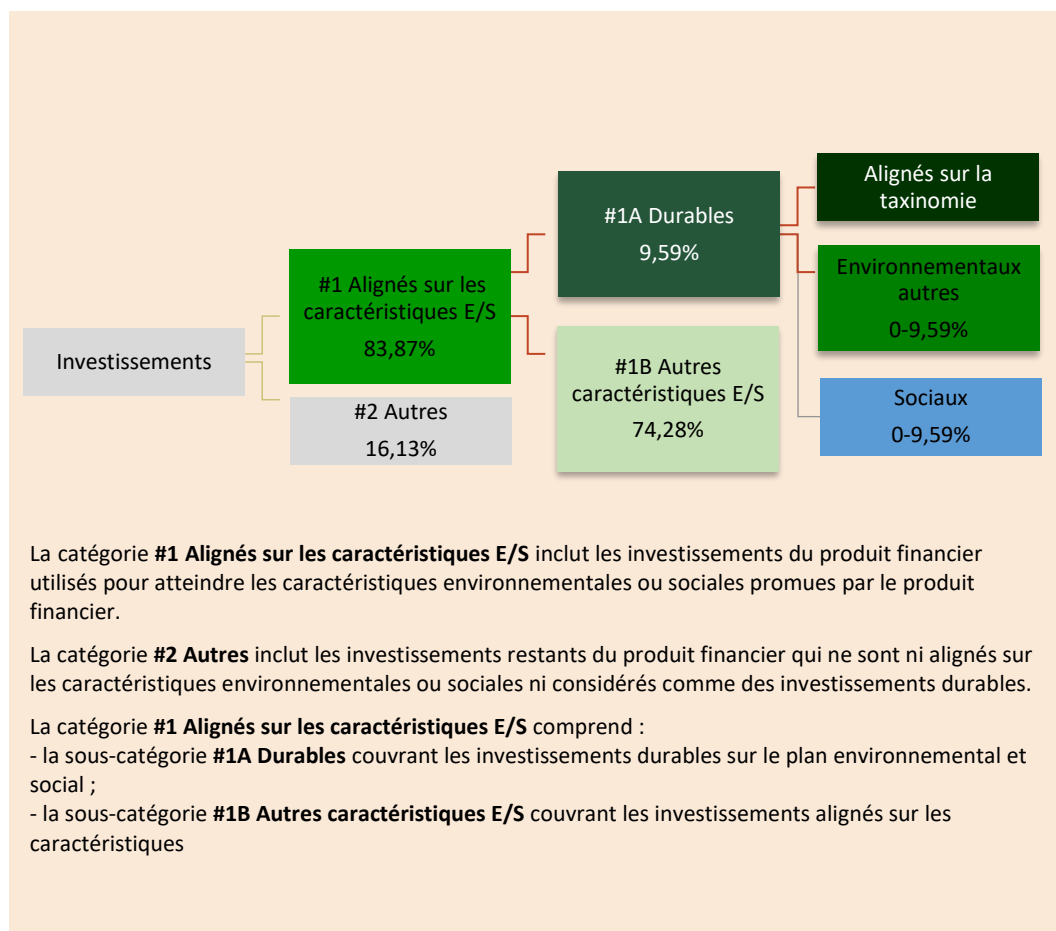 Investissements
#1 Alignés sur les
caractéristiques E/S
83,87%
#2 Autres
16,13%
#1A Durables
9,59%
#1B Autres
caractéristiques E/S
74,28%
Alignés sur la
taxinomie
Environnementaux
autres
0-9,59%
Sociaux
0-9,59%
La catégorie #1 Alignés sur les caractéristiques E/S inclut les investissements du produit financier
utilisés pour atteindre les caractéristiques environnementales ou sociales promues par le produit
financier.
La catégorie #2 Autres inclut les investissements restants du produit financier qui ne sont ni alignés sur
les caractéristiques environnementales ou sociales ni considérés comme des investissements durables.
La catégorie #1 Alignés sur les caractéristiques E/S comprend :
- la sous-catégorie #1A Durables couvrant les investissements durables sur le plan environnemental et
social ;
- la sous-catégorie #1B Autres caractéristiques E/S couvrant les investissements alignés sur les
caractéristiques